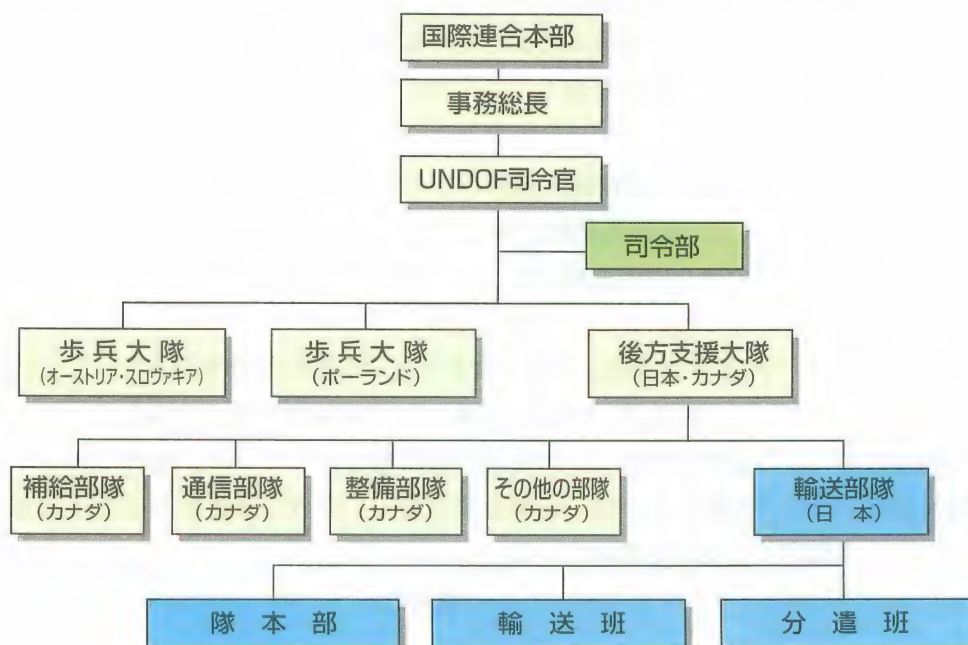 国際連合本部
事務総長
UNDOF司令官
司令部
歩兵大隊
(オーストリア・スロヴァキア)
歩兵大隊
(ポーランド)
後方支援大隊
(日本・カナダ)
補給部隊
(カナダ)
通信部隊
(カナダ)
整備部隊
(カナダ)
その他の部隊
(カナダ)
輸送部隊
(日 本)
隊 本 部
輸 送 班
分 遣 班